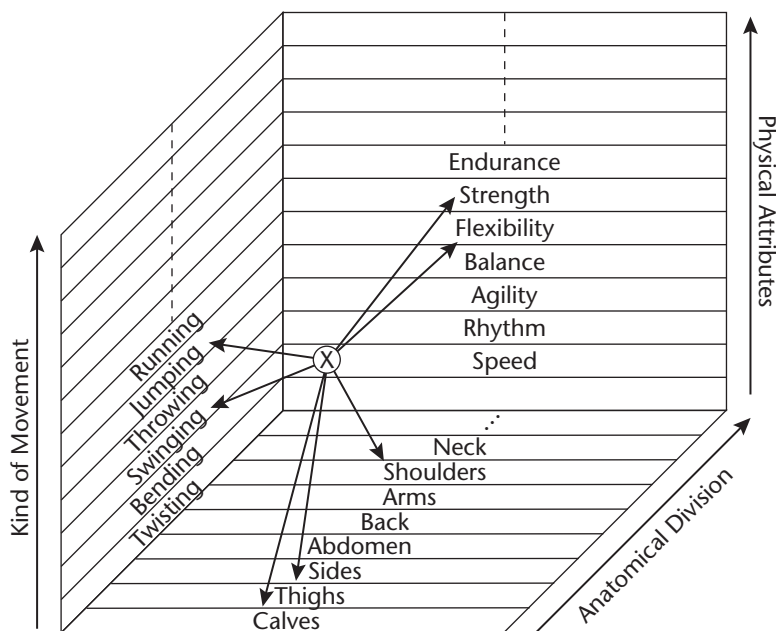 Endurance
Strength
Flexibility
Balance
Agility
Rhythm
Speed
Physical Attributes
Running
Jumping
Throwing
Swinging
Bending
Twisting
Kind of Movement
X
...
Neck
Shoulders
Arms
Back
Abdomen
Sides
Thighs
Calves
Anatomical Division